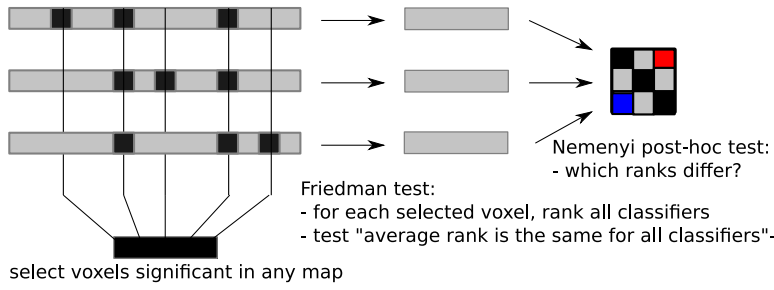 Nemenyi post-hoc test:
- which ranks differ?
Friedman test:
- for each selected voxel, rank all classifiers
- test "average rank is the same for all classifiers"-
select voxels significant in any map